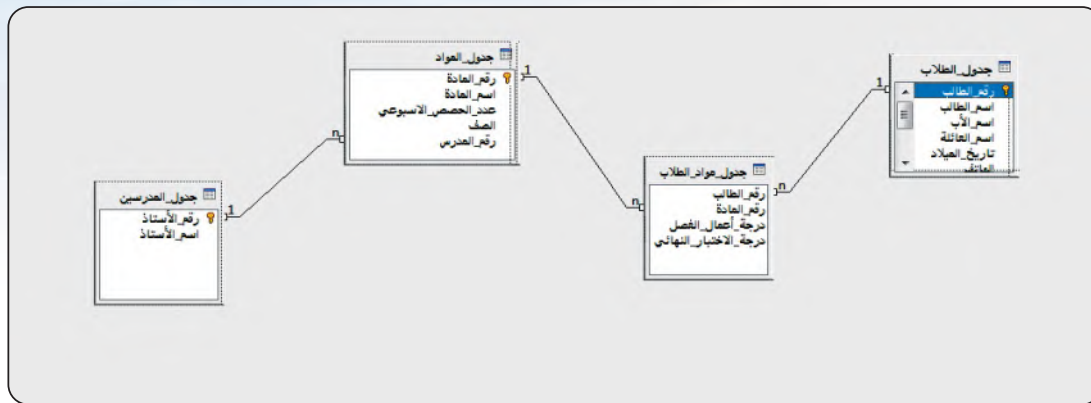 جدول_الطلاب
رقم_الطالب
اسم_الطالب
اسم_الأب
اسم_العائلة
تاريخ_الميلاد
الهاتف
1
n
جدول_مواد_الطلاب
رقم_الطالب
رقم_المادة
درجة_أعمال_الفصل
درجة_الاختبار_النهائي
n
1
جدول_المواد
رقم_المادة
اسم_المادة
عدد_الحصص_الاسبوعي
الصف
رقم_المدرس
n
1
جدول_المدرسين
رقم_الأستاذ
اسم_الأستاذ